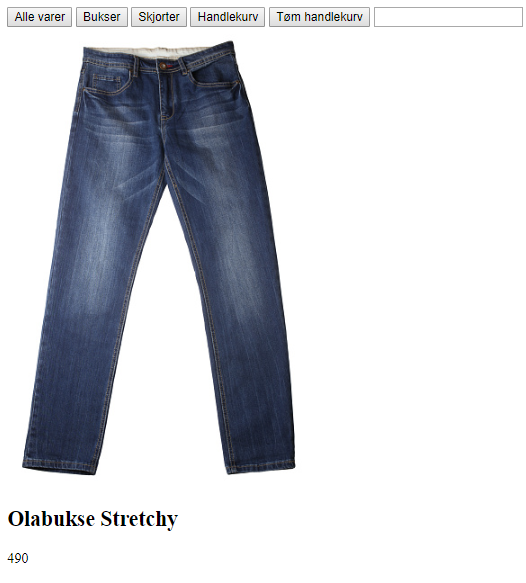 Alle varer Bukser Skjorter Handlekurv Tøm handlekurv
Olabukse Stretchy
490